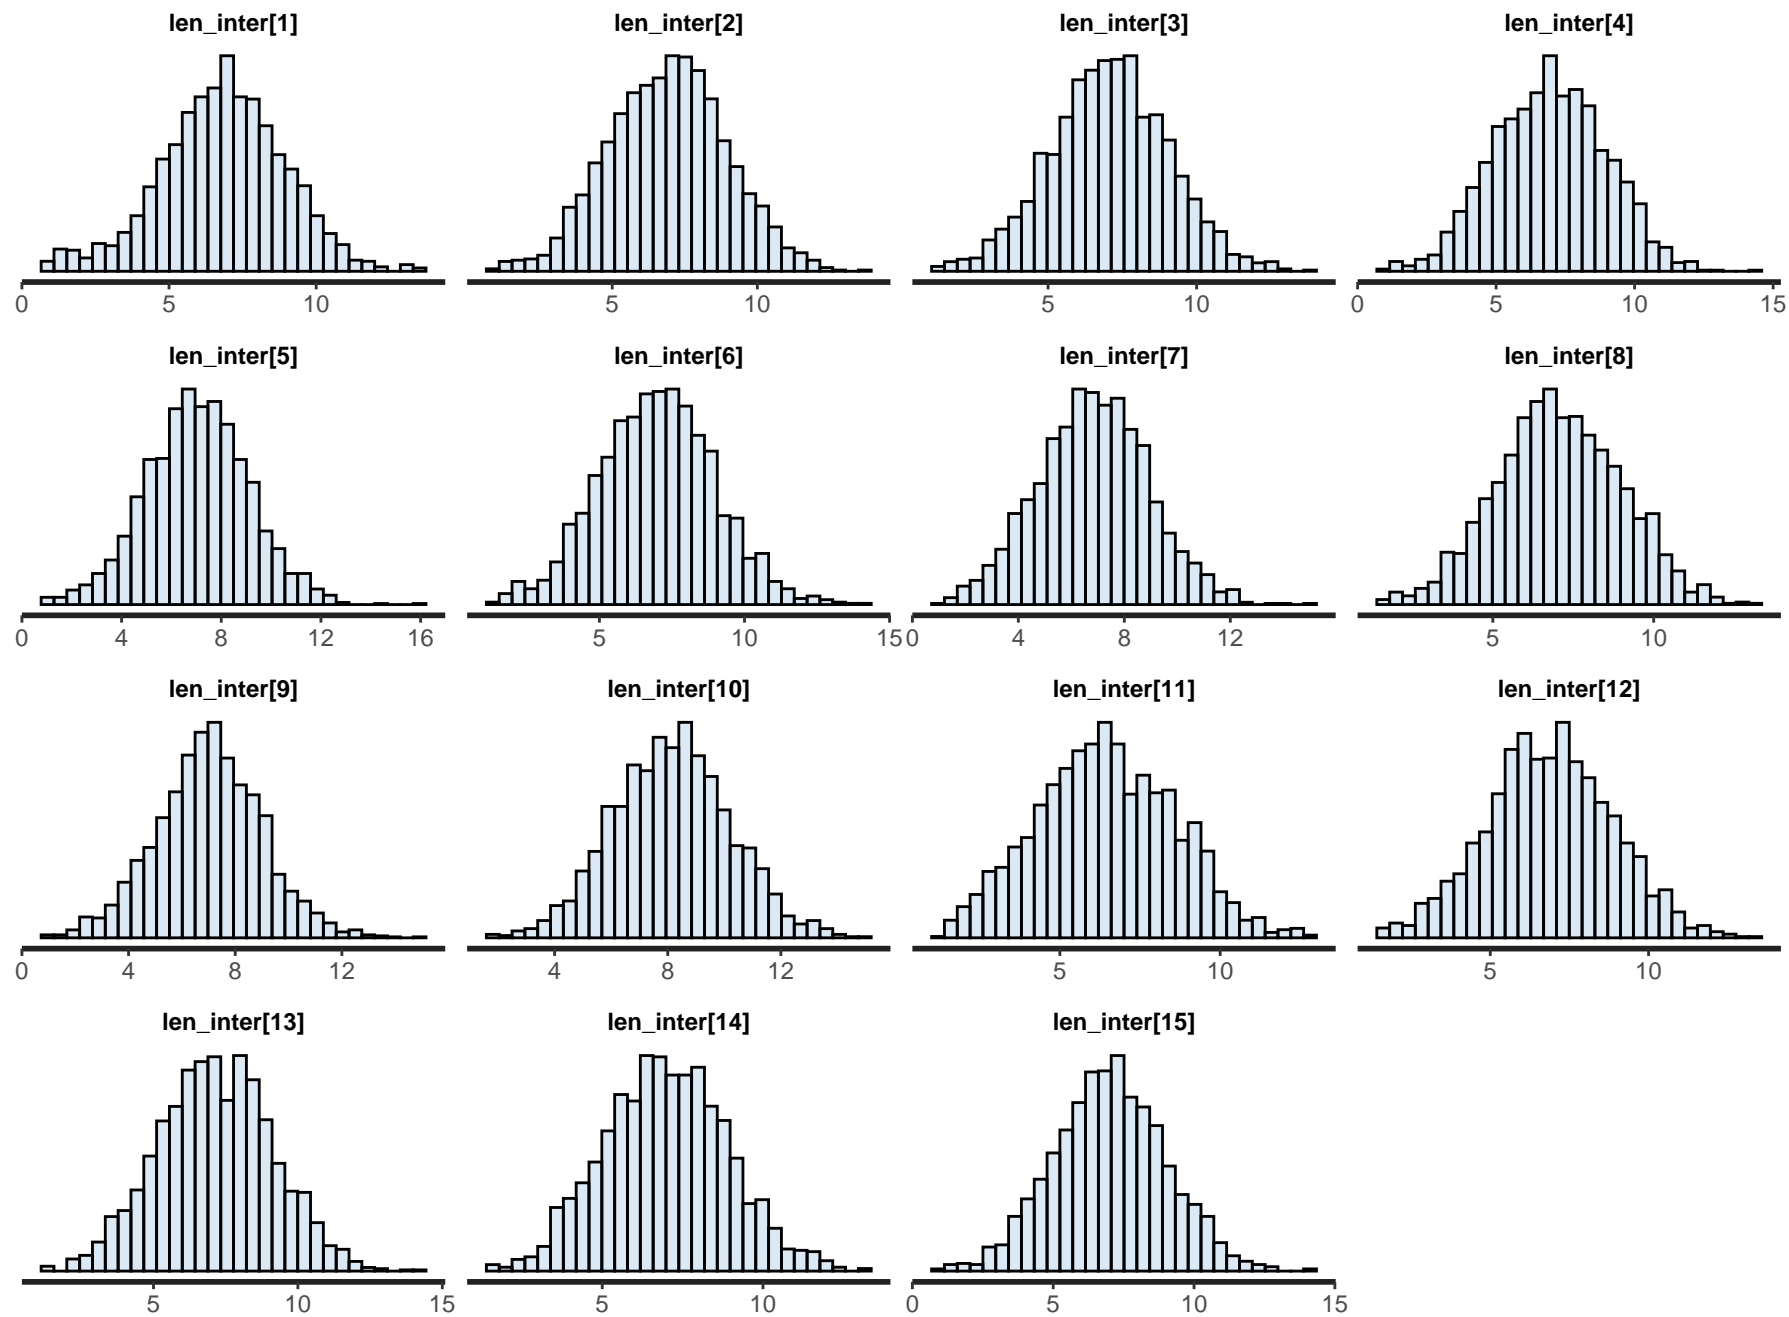 len_inter[1] len_inter[2] len_inter[3] len_inter[4]
0 5 10 5 10 5 10 0 5 10 15
len_inter[5] len_inter[6] len_inter[7] len_inter[8]
0 4 8 12 16 5 10 15 0 4 8 12 5 10
len_inter[9] len_inter[10] len_inter[11] len_inter[12]
0 4 8 12 4 8 12 5 10 5 10
len_inter[13] len_inter[14] len_inter[15]
5 10 15 5 10 0 5 10 15